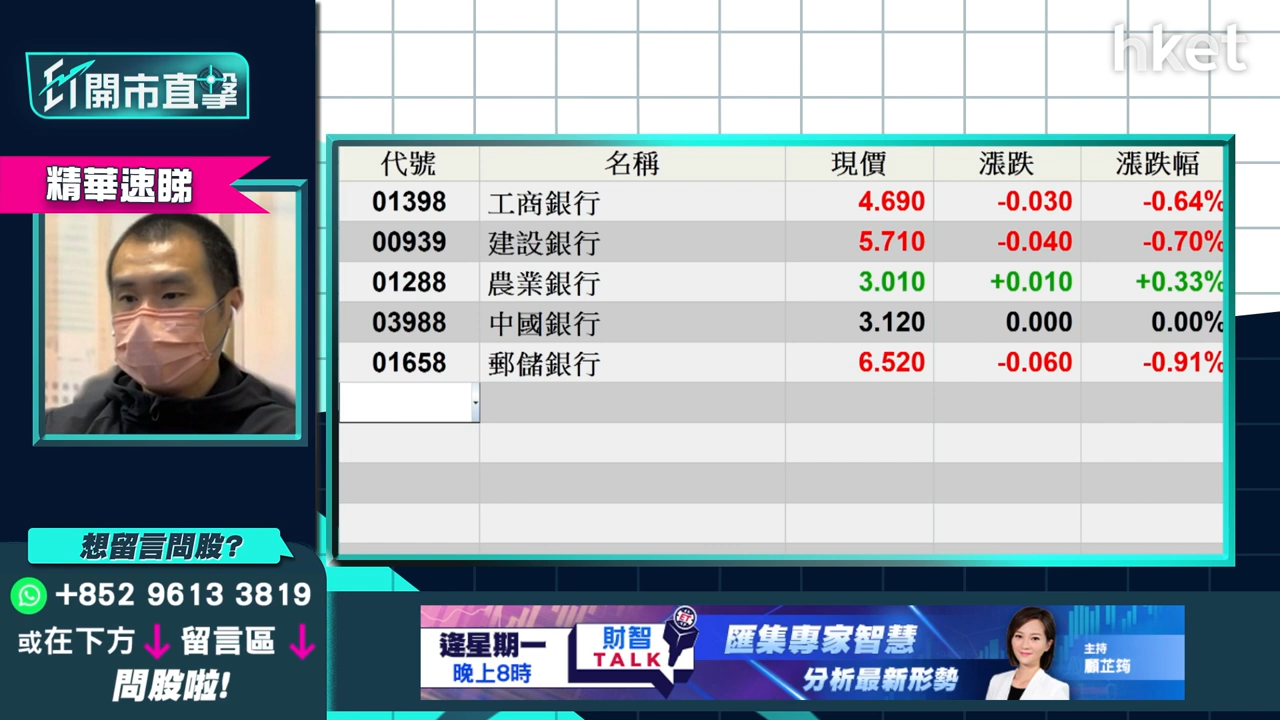 hket
ET開市直擊
精華速睇
代號 名稱 現價 漲跌 漲跌幅
01398 工商銀行 4.690 -0.030 -0.64%
00939 建設銀行 5.710 -0.040 -0.70%
01288 農業銀行 3.010 +0.010 +0.33%
03988 中國銀行 3.120 0.000 0.00%
01658 郵儲銀行 6.520 -0.060 -0.91%
想留言問股?
+852 9613 3819
或在下方↓留言區↓
問股啦!
逢星期一
晚上8時
財智
TALK
匯集專家智慧
分析最新形勢
主持
顧芷筠